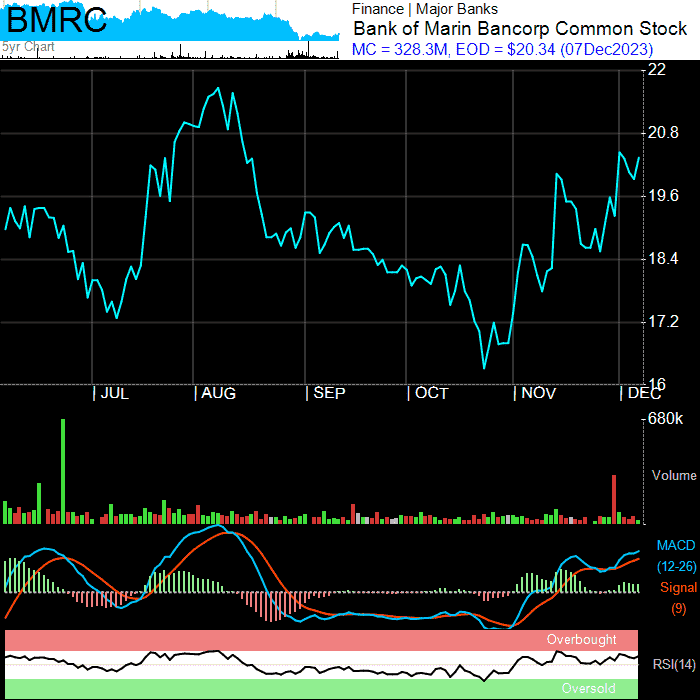 BMRC
5yr Chart
Finance | Major Banks
Bank of Marin Bancorp Common Stock
MC = 328.3M, EOD = $20.34 (07Dec2023)
22
20.8
19.6
18.4
17.2
16
| JUL | AUG | SEP | OCT | NOV | DEC
680k
Volume
MACD
(12-26)
Signal
(9)
Overbought
RSI(14)
Oversold